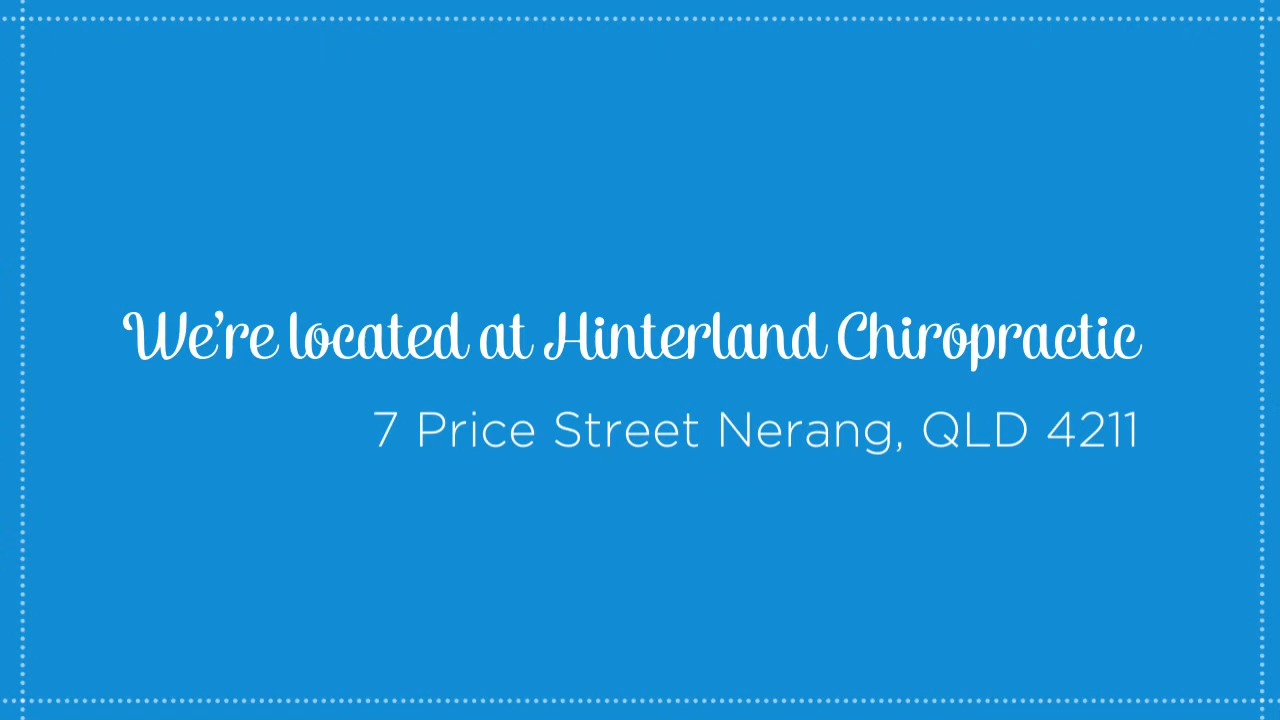 We're located at Hinterland Chiropractic
7 Price Street Nerang, QLD 4211